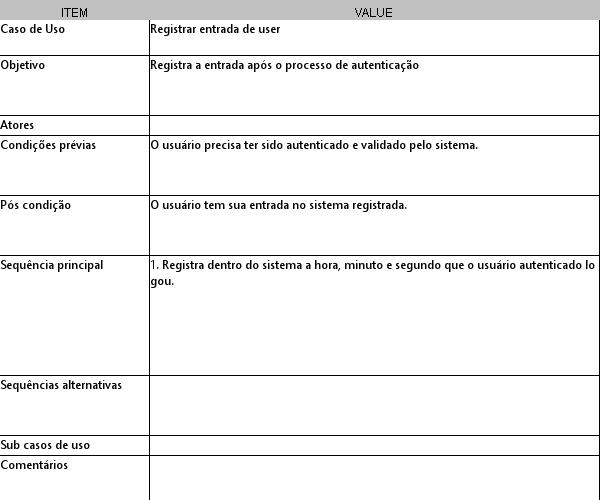 ITEM VALUE
Caso de Uso Registrar entrada de user
Objetivo Registra a entrada após o processo de autenticação
Atores
Condições prévias O usuário precisa ter sido autenticado e validado pelo sistema.
Pós condição O usuário tem sua entrada no sistema registrada.
Sequência principal 1. Registra dentro do sistema a hora, minuto e segundo que o usuário autenticado lo
gou.
Sequências alternativas
Sub casos de uso
Comentários